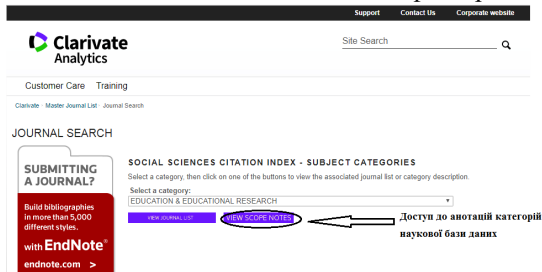 Support Contact Us Corporate website
Clarivate
Analytics
Site Search
Customer Care Training
Clarivate - Master Journal List - Journal Search
JOURNAL SEARCH
SUBMITTING
A JOURNAL?
Build bibliographies
in more than 5,000
different styles.
with EndNote®
endnote.com >
SOCIAL SCIENCES CITATION INDEX - SUBJECT CATEGORIES
Select a category, then click on one of the buttons to view the associated journal list or category description.
Select a category:
EDUCATION & EDUCATIONAL RESEARCH
VIEW JOURNAL LIST VIEW SCOPE NOTES
Доступ до анотацій категорій
наукової бази даних